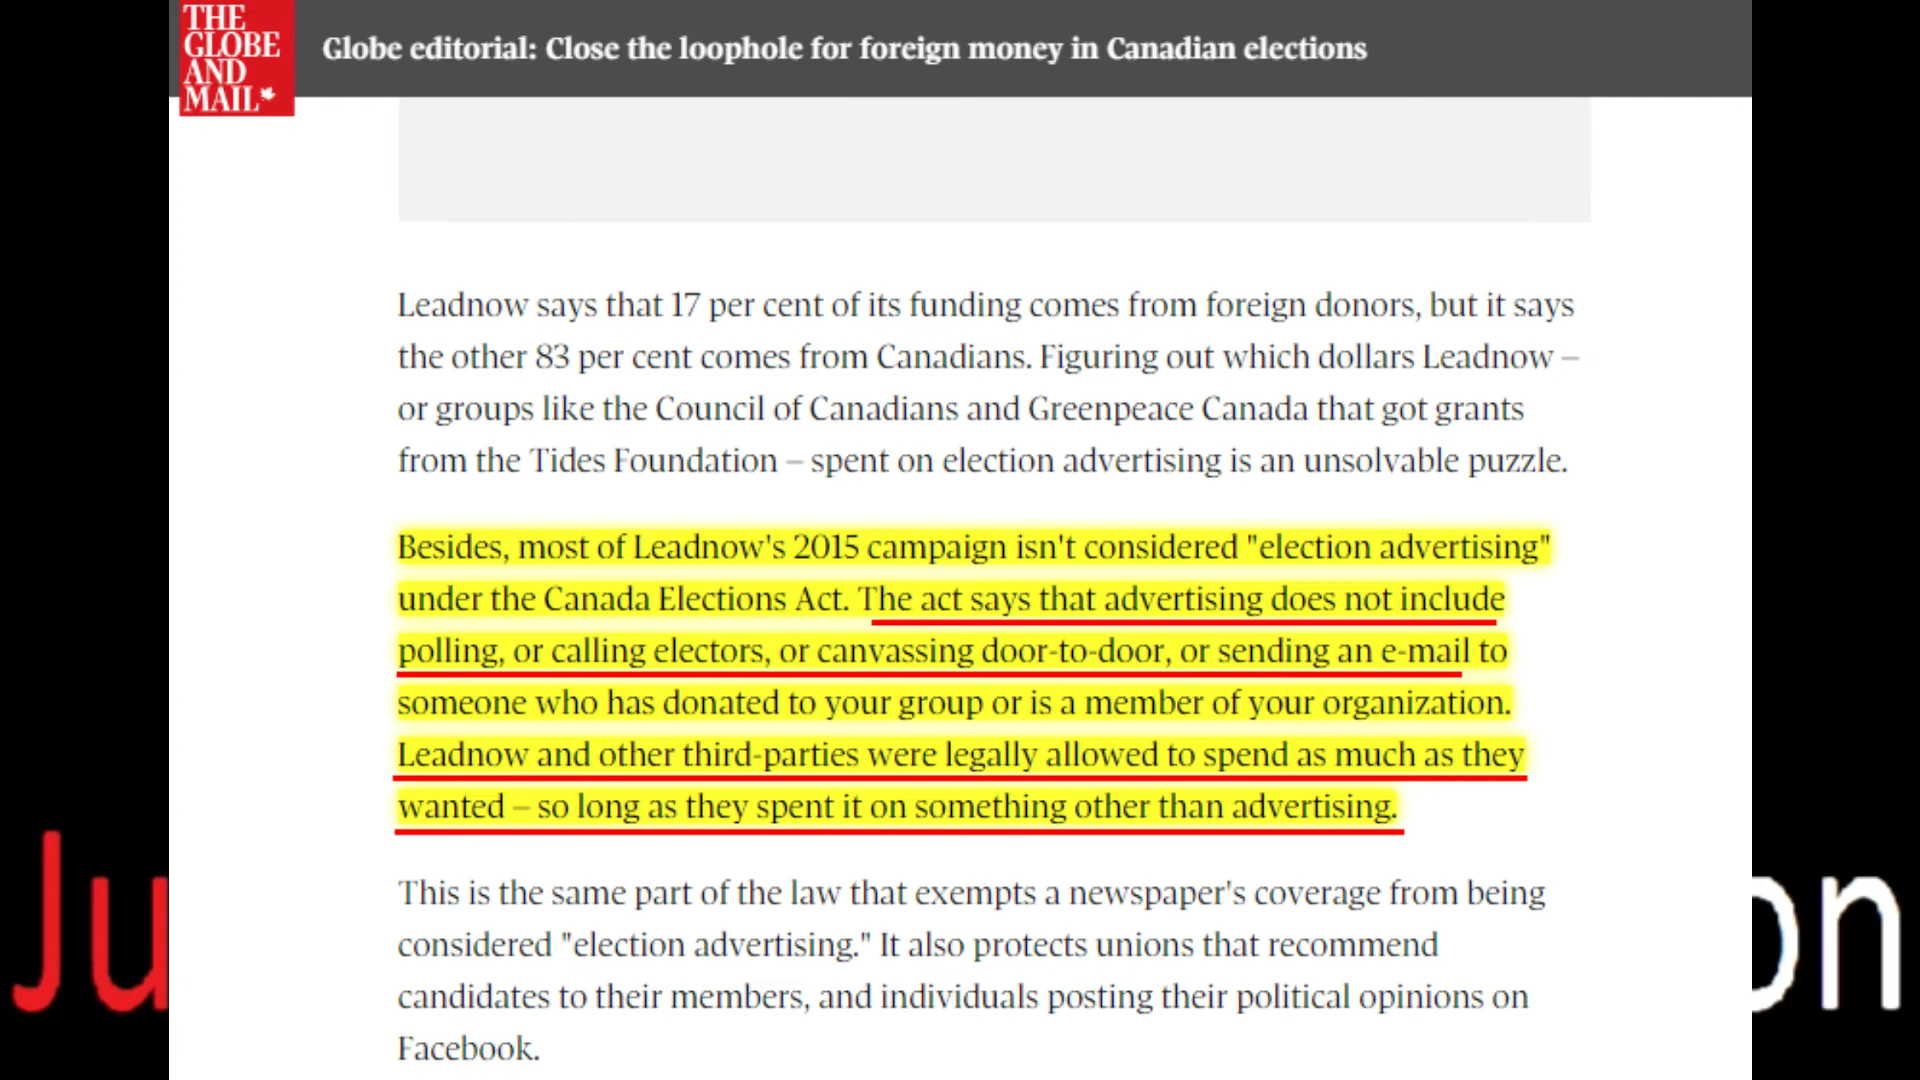 THE
GLOBE
AND
MAIL
Globe editorial: Close the loophole for foreign money in Canadian elections
Leadnow says that 17 per cent of its funding comes from foreign donors, but it says
the other 83 per cent comes from Canadians. Figuring out which dollars Leadnow –
or groups like the Council of Canadians and Greenpeace Canada that got grants
from the Tides Foundation – spent on election advertising is an unsolvable puzzle.
Besides, most of Leadnow's 2015 campaign isn't considered "election advertising"
under the Canada Elections Act. The act says that advertising does not include
polling, or calling electors, or canvassing door-to-door, or sending an e-mail to
someone who has donated to your group or is a member of your organization.
Leadnow and other third-parties were legally allowed to spend as much as they
wanted – so long as they spent it on something other than advertising.
This is the same part of the law that exempts a newspaper's coverage from being
considered "election advertising." It also protects unions that recommend
candidates to their members, and individuals posting their political opinions on
Facebook.
Ju
on